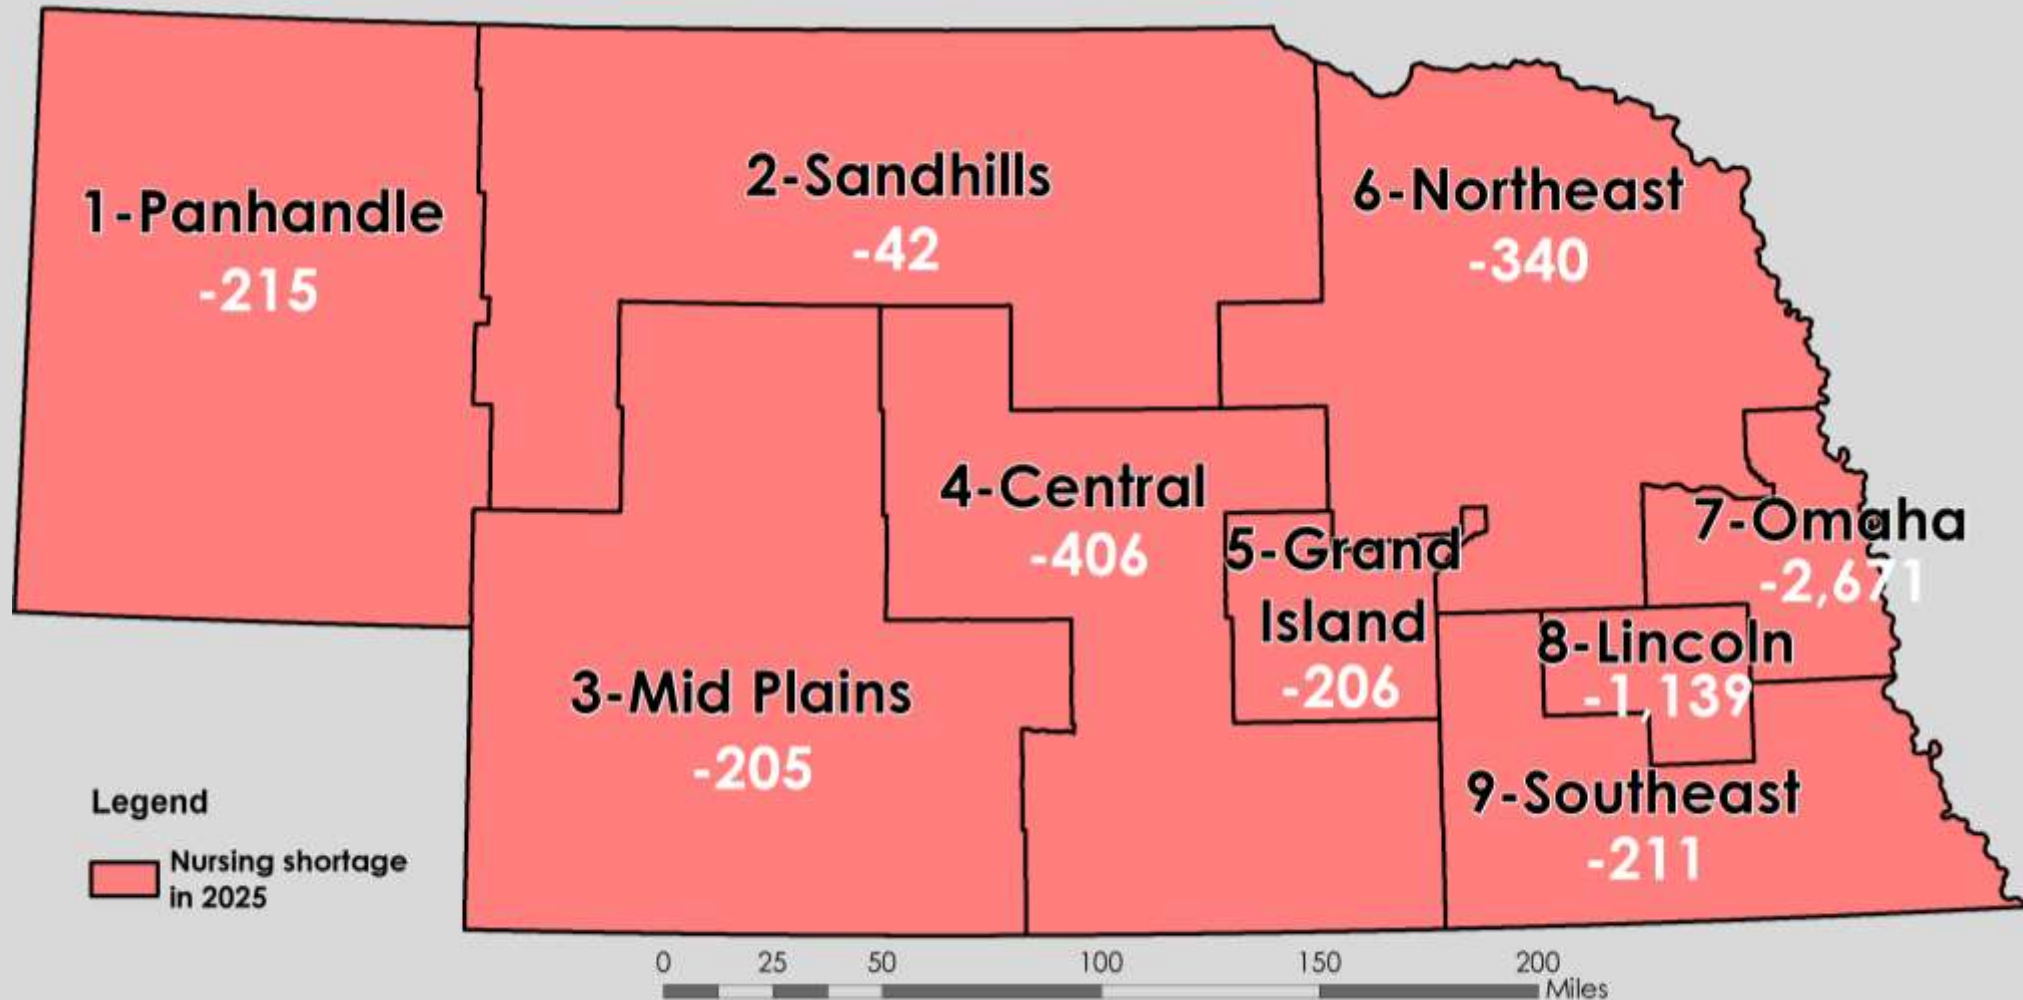 1-Panhandle
-215
2-Sandhills
-42
6-Northeast
-340
4-Central
-406
5-Grand
Island
-206
7-Omaha
-2,671
8-Lincoln
-1,139
3-Mid Plains
-205
9-Southeast
-211
Legend
Nursing shortage
in 2025
0 25 50 100 150 200
Miles